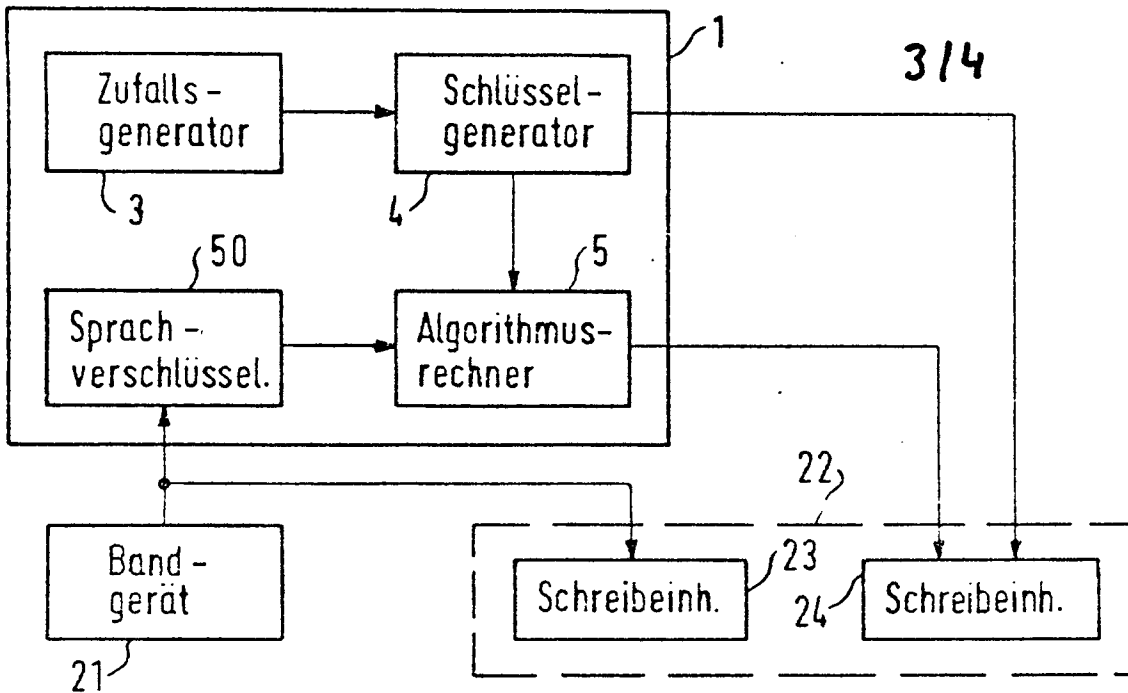 1
3/4
Zufalls-
generator
Schlüssel-
generator
3
4
50
5
Sprach-
verschlüssel.
Algorithmus-
rechner
22
Band-
gerät
23
Schreibeinh.
24
Schreibeinh.
21